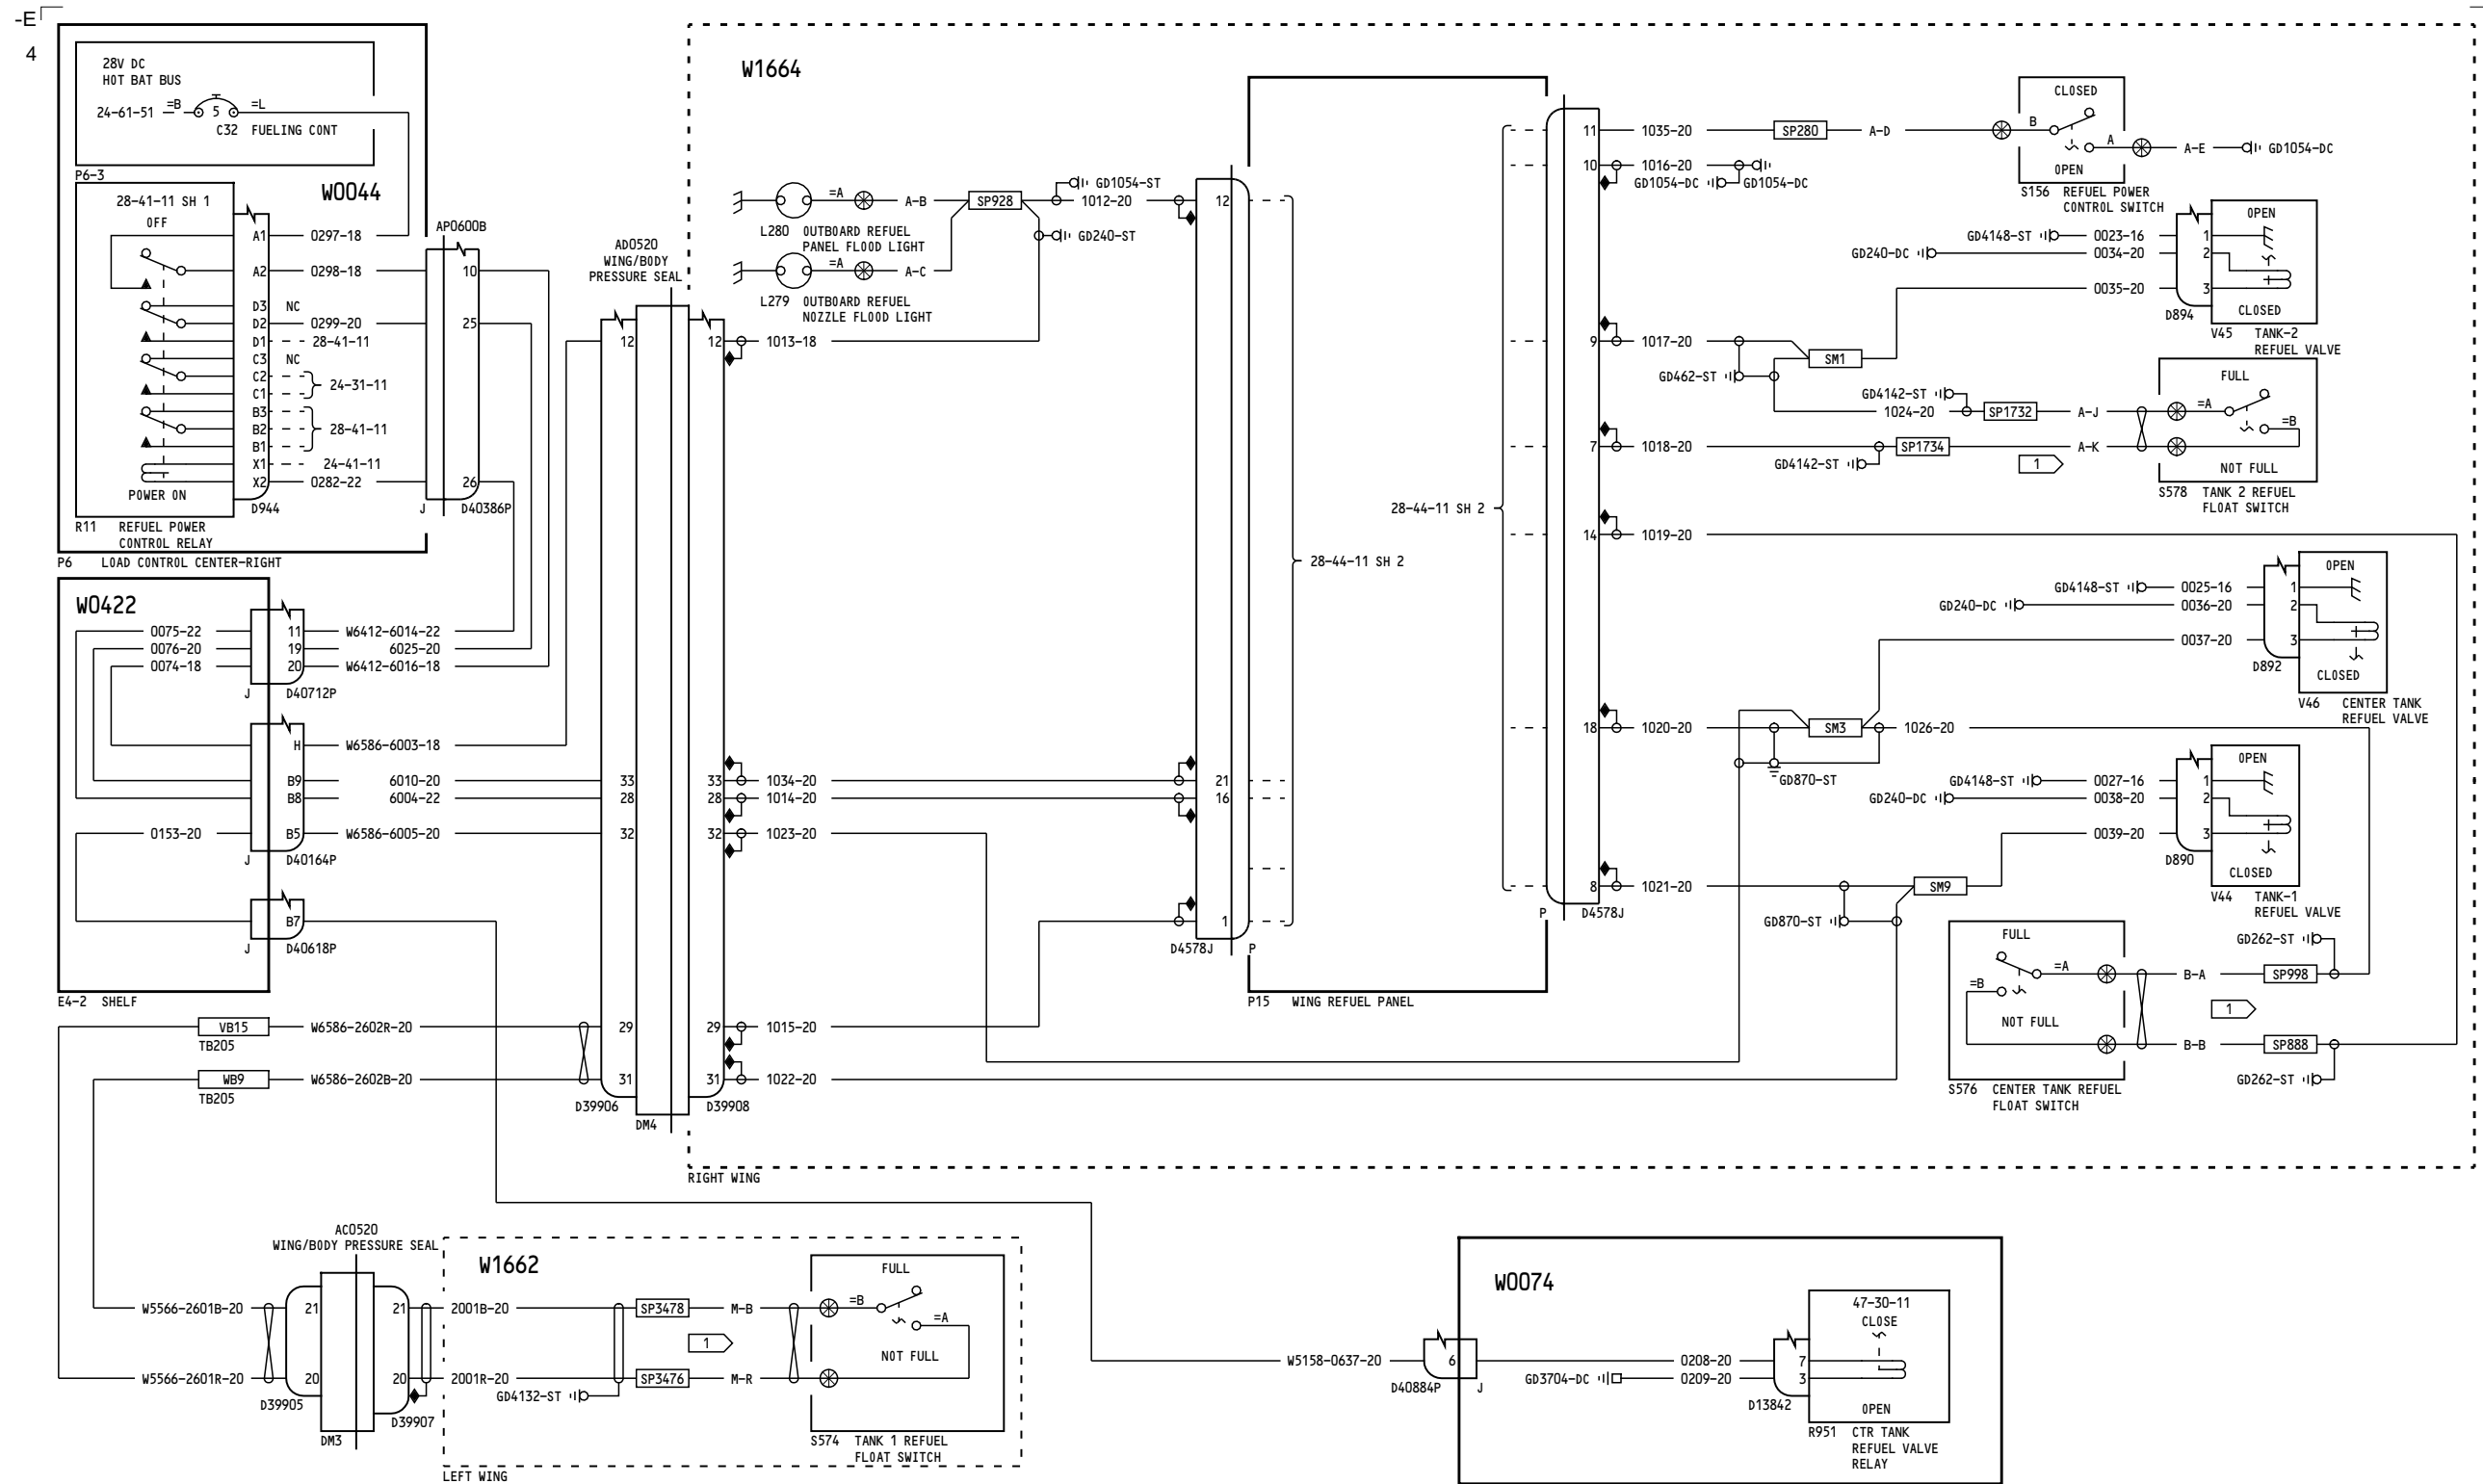 -E
4
28V DC
HOT BAT BUS
24-61-51 =B 5 =L
C32 FUELING CONT
P6-3
W0044
28-41-11 SH 1
OFF
A1 0297-18
A2 0298-18
D3 NC
D2 0299-20
D1 28-41-11
C3 NC
C2
24-31-11
C1
B3
B2 28-41-11
B1
X1 24-41-11
X2 0282-22
POWER ON
D944
R11 REFUEL POWER
CONTROL RELAY
P6 LOAD CONTROL CENTER-RIGHT
AP0600B
10
25
26
J D40386P
W0422
0075-22 11 W6412-6014-22
0076-20 19 6025-20
0074-18 20 W6412-6016-18
J D40712P
H W6586-6003-18
B9 6010-20
B8 6004-22
0153-20 B5 W6586-6005-20
J D40164P
B7
J D40618P
E4-2 SHELF
VB15 W6586-2602R-20
TB205
WB9 W6586-2602B-20
TB205
AD0520
WING/BODY
PRESSURE SEAL
12 12 1013-18
33 33 1034-20
28 28 1014-20
32 32 1023-20
29 29 1015-20
31 31 1022-20
D39906 D39908
DM4
RIGHT WING
W1664
L280 OUTBOARD REFUEL
PANEL FLOOD LIGHT
=A A-B SP928 1012-20 12
GD1054-ST
GD240-ST
=A A-C
L279 OUTBOARD REFUEL
NOZZLE FLOOD LIGHT
28-44-11 SH 2
21
16
1
D4578J P
P15 WING REFUEL PANEL
28-44-11 SH 2
11 1035-20 SP280 A-D B
CLOSED
A A-E GD1054-DC
OPEN
S156 REFUEL POWER
CONTROL SWITCH
10 1016-20
GD1054-DC GD1054-DC
GD4148-ST 0023-16 1 OPEN
GD240-DC 0034-20 2
0035-20 3
CLOSED
D894
V45 TANK-2
REFUEL VALVE
9 1017-20 SM1
GD462-ST
GD4142-ST
1024-20 SP1732 A-J =A
FULL
=B
7 1018-20 SP1734 A-K
GD4142-ST
1
NOT FULL
S578 TANK 2 REFUEL
FLOAT SWITCH
14 1019-20
GD4148-ST 0025-16 1 OPEN
GD240-DC 0036-20 2
0037-20 3
D892
CLOSED
V46 CENTER TANK
REFUEL VALVE
18 1020-20 SM3 1026-20
GD870-ST
GD4148-ST 0027-16 1 OPEN
GD240-DC 0038-20 2
0039-20 3
D890
CLOSED
V44 TANK-1
REFUEL VALVE
8 1021-20 SM9
P D4578J
GD870-ST
FULL
GD262-ST
=A B-A SP998
=B
1
NOT FULL
B-B SP888
GD262-ST
S576 CENTER TANK REFUEL
FLOAT SWITCH
AC0520
WING/BODY PRESSURE SEAL
W1662
W5566-2601B-20 21 21 2001B-20 SP3478 M-B =B
FULL
=A
1
NOT FULL
W5566-2601R-20 20 20 2001R-20 SP3476 M-R
GD4132-ST
D39905 D39907
DM3
S574 TANK 1 REFUEL
FLOAT SWITCH
LEFT WING
W0074
W5158-0637-20 6 0208-20 7
GD3704-DC 0209-20 3
D40884P J
D13842
47-30-11
CLOSE
OPEN
R951 CTR TANK
REFUEL VALVE
RELAY